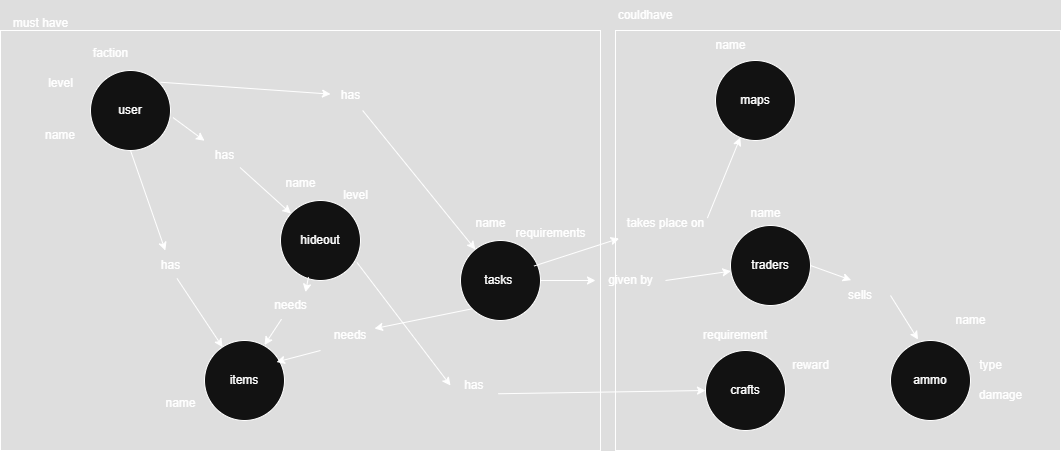 must have
couldhave
faction
level
user
name
has
has
has
name
level
hideout
needs
needs
items
name
name
requirements
tasks
has
name
maps
takes place on
given by
name
traders
sells
requirement
reward
crafts
name
type
ammo
damage